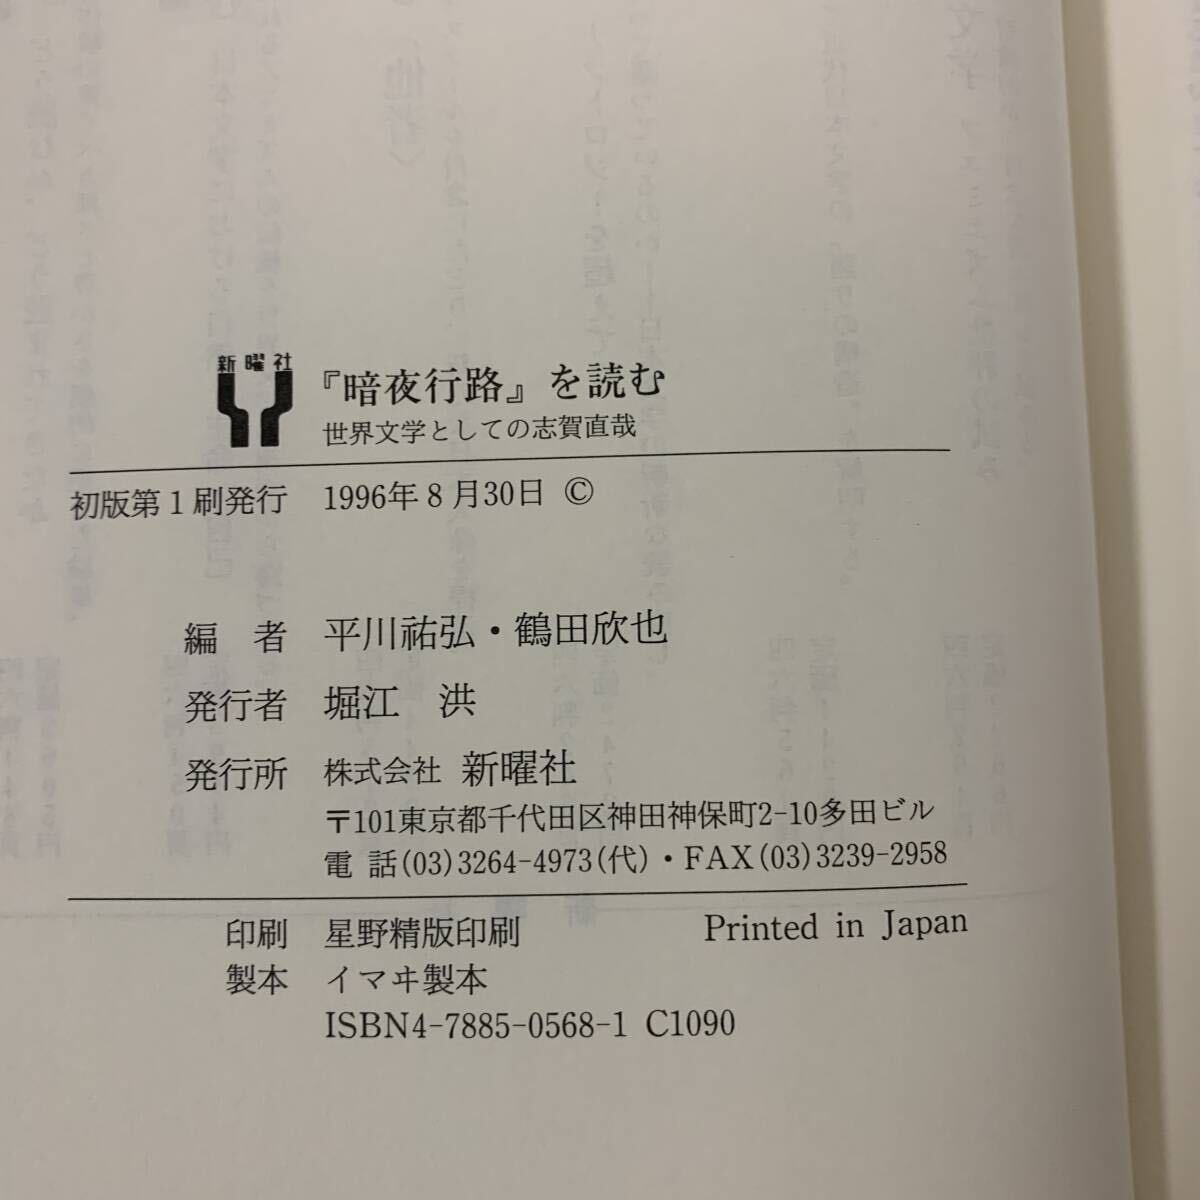 新曜社
『暗夜行路』を読む
世界文学としての志賀直哉
初版第1刷発行 1996年8月30日 ©
編 者 平川祐弘・鶴田欣也
発行者 堀江 洪
発行所 株式会社 新曜社
〒101東京都千代田区神田神保町2-10多田ビル
電 話(03)3264-4973(代)・FAX(03)3239-2958
印刷 星野精版印刷 Printed in Japan
製本 イマヰ製本
ISBN4-7885-0568-1 C1090